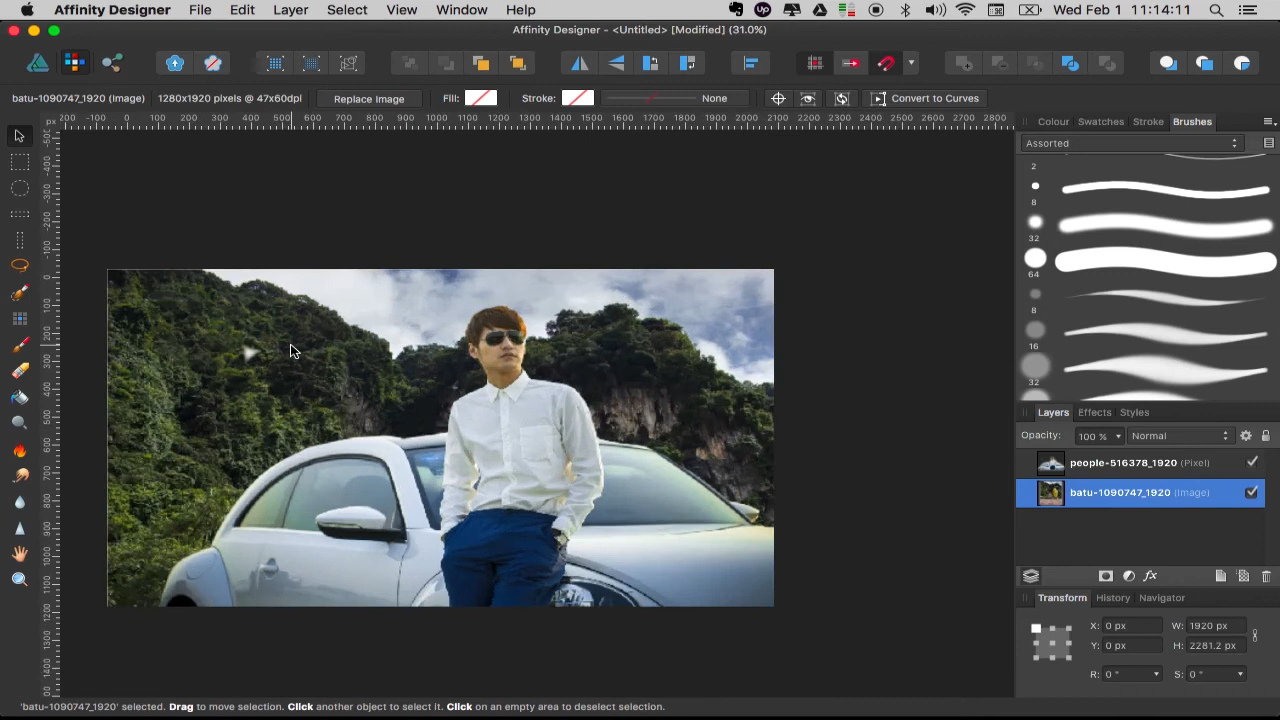 Affinity Designer File Edit Layer Select View Window Help Wed Feb 1 11:14:11
Affinity Designer - <Untitled> [Modified] (31.0%)
batu-1090747_1920 (Image) 1280x1920 pixels @ 47x60dpi Replace Image Fill: Stroke: None Convert to Curves
px 200 -100 0 100 200 300 400 500 600 700 800 900 1000 1100 1200 1300 1400 1500 1600 1700 1800 1900 2000 2100 2200 2300 2400 2500 2600 2700 2800
Colour Swatches Stroke Brushes
Assorted
2
8
32
64
8
16
32
Layers Effects Styles
Opacity: 100 % Normal
people-516378_1920 (Pixel)
batu-1090747_1920 (Image)
Transform History Navigator
X: 0 px W: 1920 px
Y: 0 px H: 2281.2 px
R: 0 ° S: 0 °
'batu-1090747_1920' selected. Drag to move selection. Click another object to select it. Click on an empty area to deselect selection.